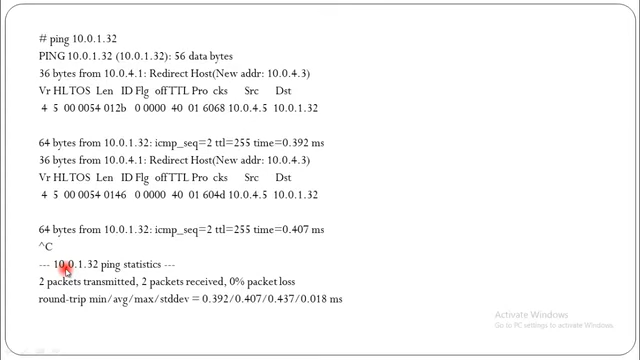 # ping 10.0.1.32
PING 10.0.1.32 (10.0.1.32): 56 data bytes
36 bytes from 10.0.4.1: Redirect Host(New addr: 10.0.4.3)
Vr HL TOS Len ID Flg off TTL Pro cks Src Dst
4 5 00 0054 012b 0 0000 40 01 6068 10.0.4.5 10.0.1.32
64 bytes from 10.0.1.32: icmp_seq=2 ttl=255 time=0.392 ms
36 bytes from 10.0.4.1: Redirect Host(New addr: 10.0.4.3)
Vr HL TOS Len ID Flg off TTL Pro cks Src Dst
4 5 00 0054 0146 0 0000 40 01 604d 10.0.4.5 10.0.1.32
64 bytes from 10.0.1.32: icmp_seq=2 ttl=255 time=0.407 ms
^C
--- 10.0.1.32 ping statistics ---
2 packets transmitted, 2 packets received, 0% packet loss
round-trip min/avg/max/stddev = 0.392/0.407/0.437/0.018 ms
Activate Windows
Go to PC settings to activate Windows.